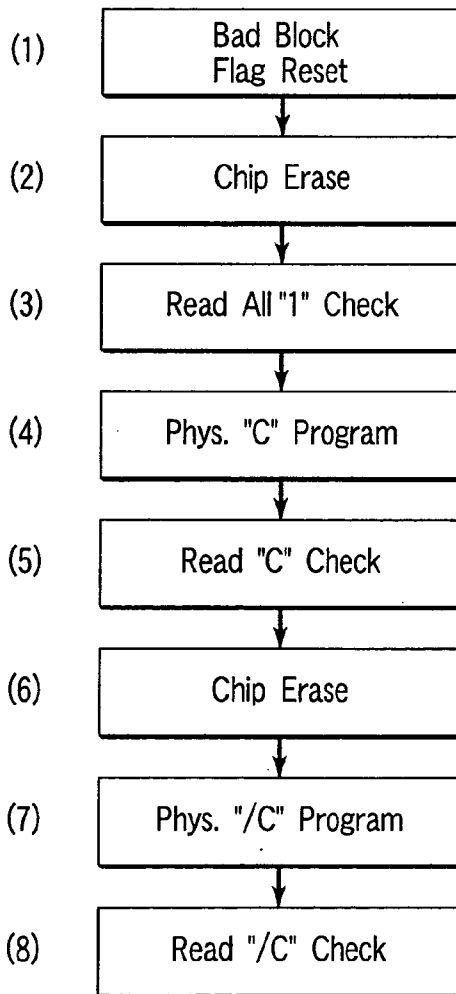 (1) Bad Block
Flag Reset
(2) Chip Erase
(3) Read All "1" Check
(4) Phys. "C" Program
(5) Read "C" Check
(6) Chip Erase
(7) Phys. "/C" Program
(8) Read "/C" Check